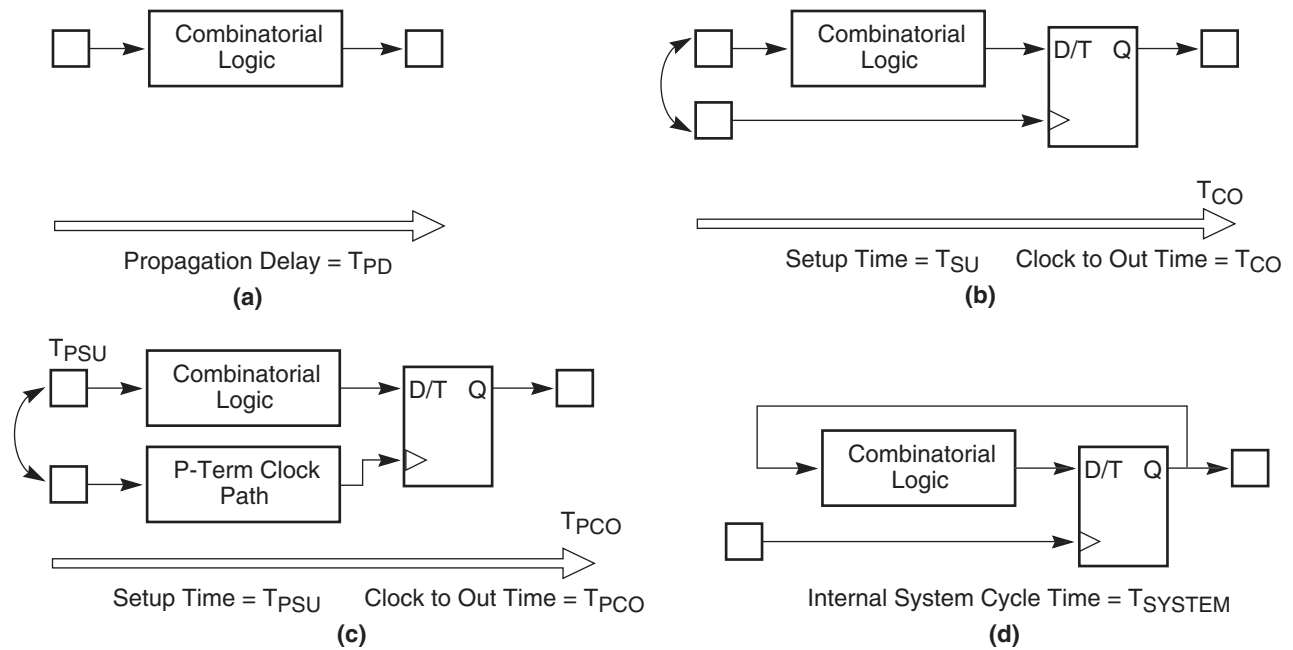 Combinatorial
Logic
Propagation Delay = TPD
(a)
Combinatorial
Logic
D/T Q
TCO
Setup Time = TSU Clock to Out Time = TCO
(b)
TPSU
Combinatorial
Logic
D/T Q
P-Term Clock
Path
TPCO
Setup Time = TPSU Clock to Out Time = TPCO
(c)
Combinatorial
Logic
D/T Q
Internal System Cycle Time = TSYSTEM
(d)